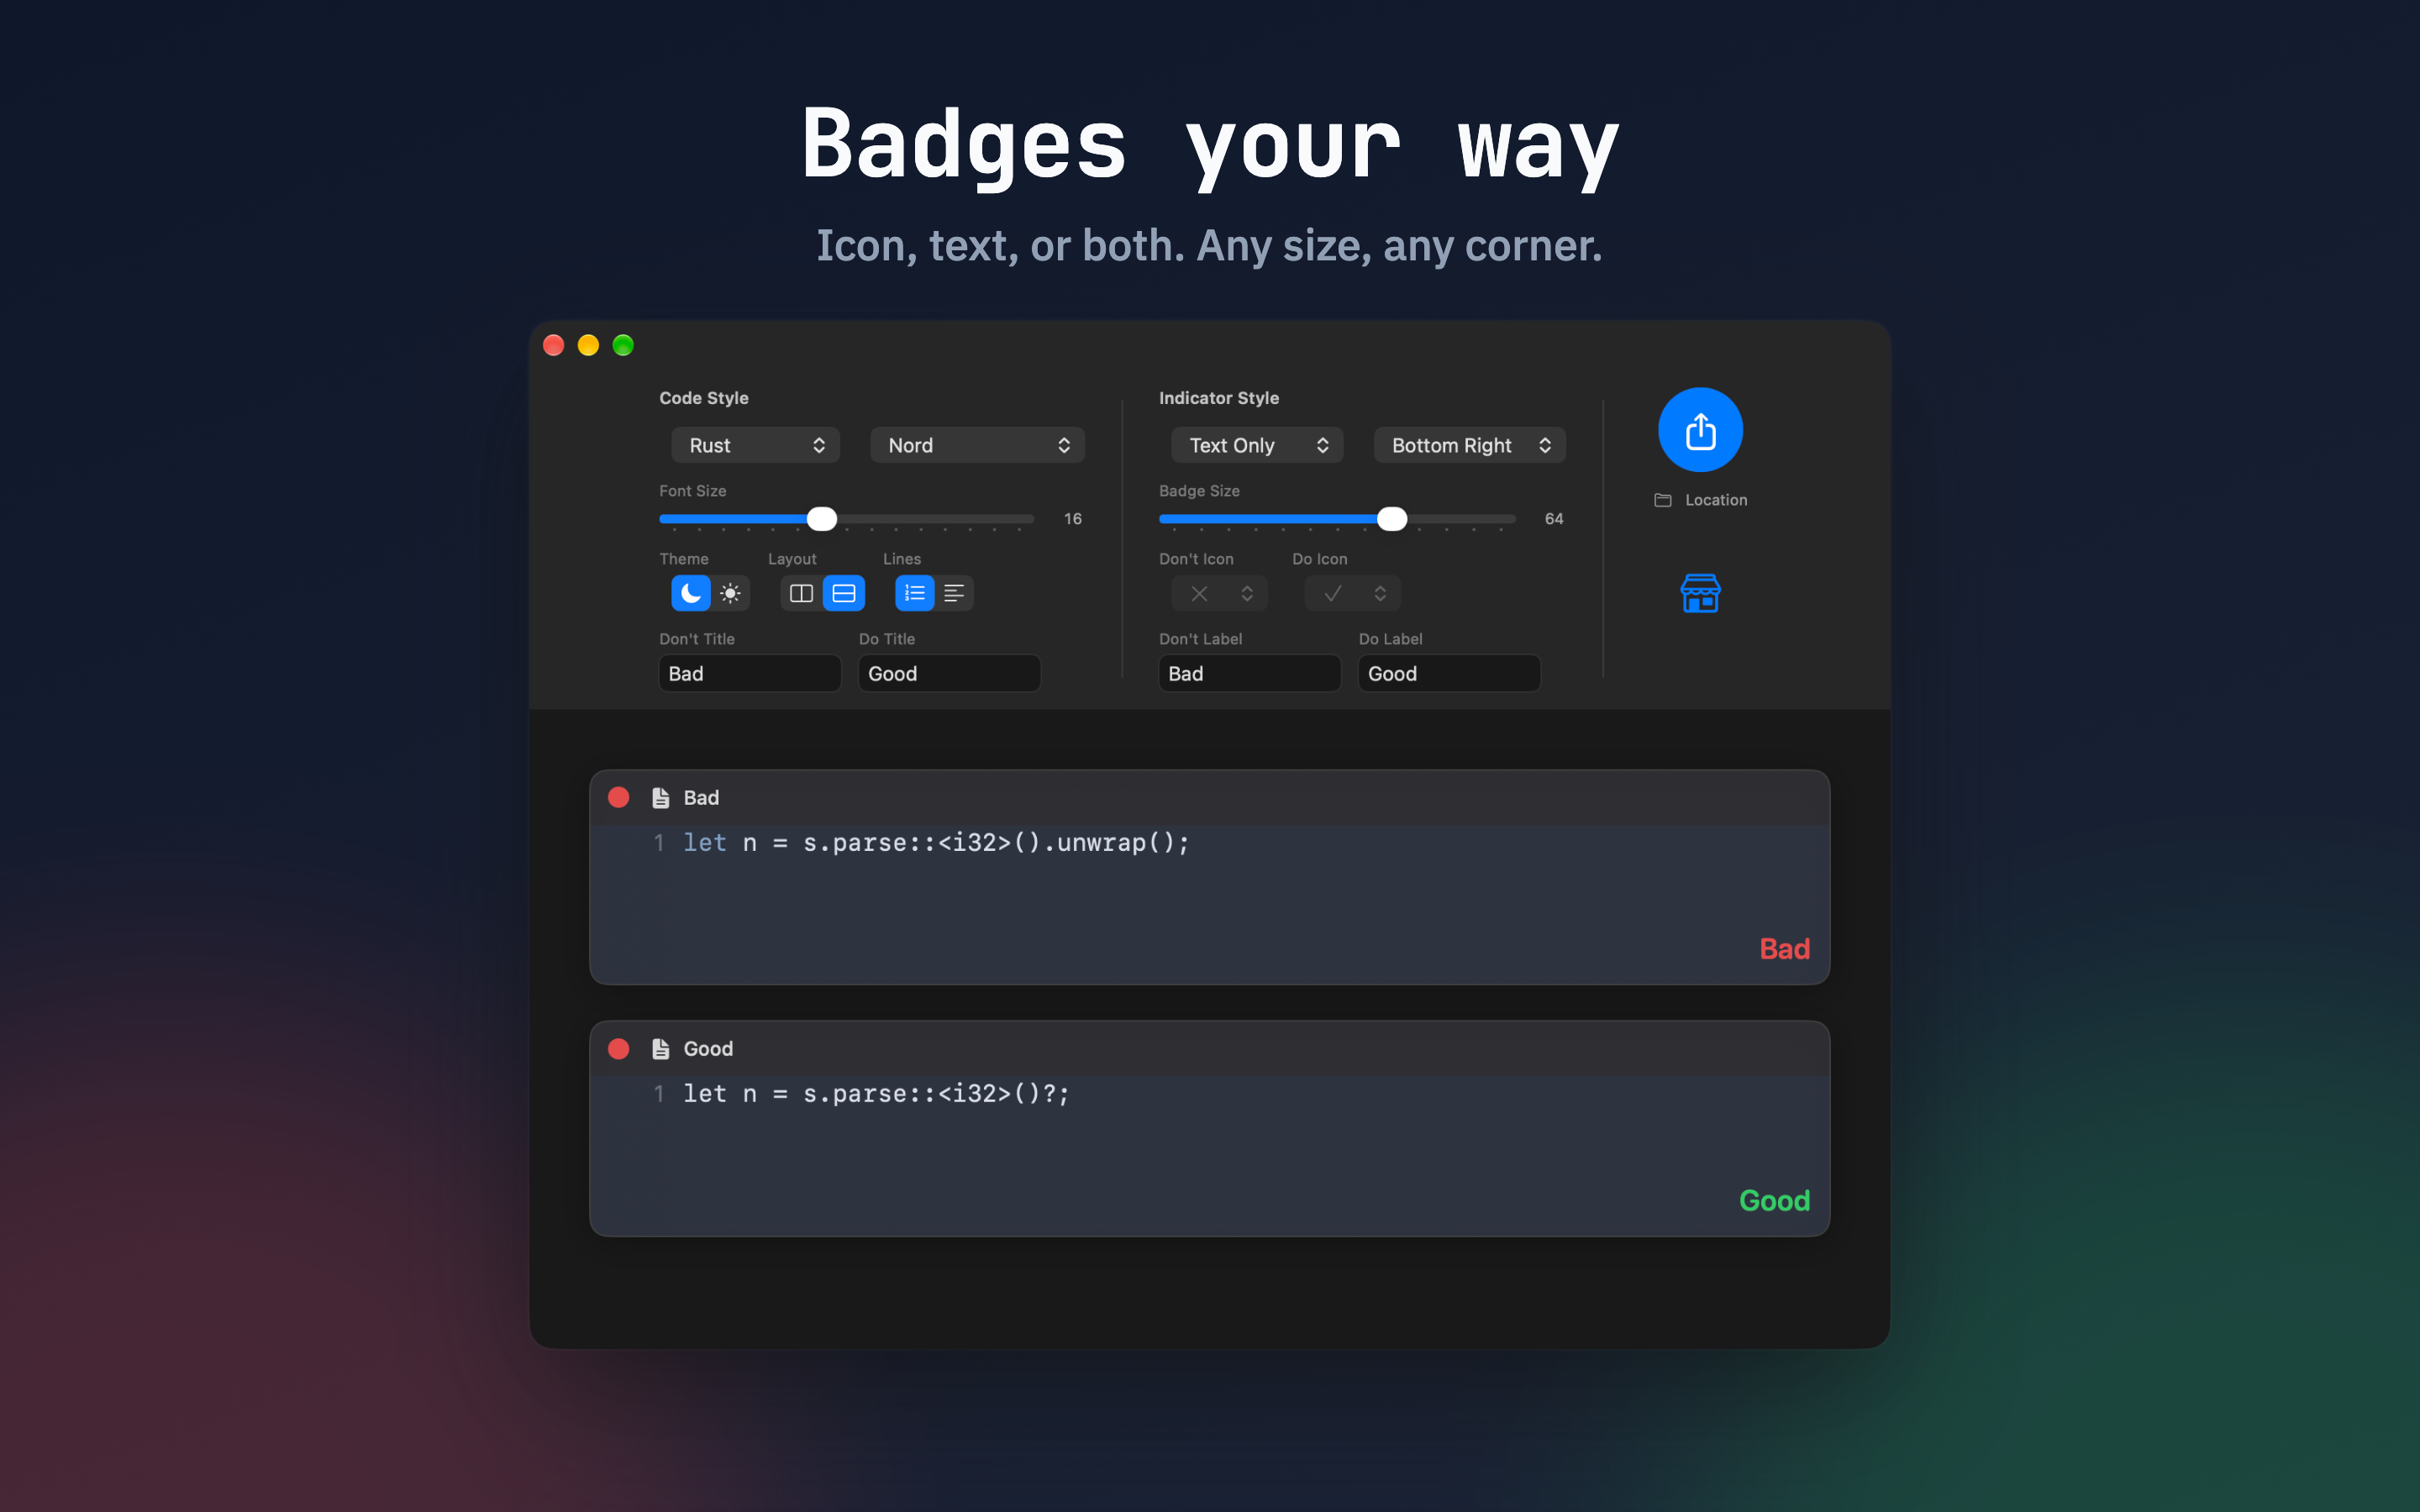 Badges your way
Icon, text, or both. Any size, any corner.
Code Style
Rust
Nord
Font Size
16
Theme
Layout
Lines
Don't Title
Do Title
Bad
Good
Indicator Style
Text Only
Bottom Right
Badge Size
64
Don't Icon
Do Icon
Don't Label
Do Label
Bad
Good
Location
Bad
1 let n = s.parse::<i32>().unwrap();
Bad
Good
1 let n = s.parse::<i32>()?;
Good